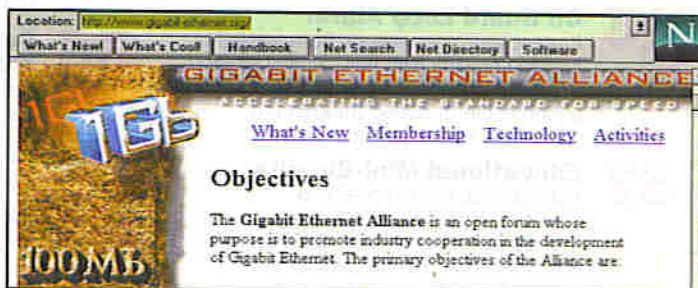 Location: http://www.gigabit-ethernet.org/
What's New! What's Cool! Handbook Net Search Net Directory Software
N
GIGABIT ETHERNET ALLIANCE
ACCELERATING THE STANDARD FOR SPEED
1Gb
1Gb
What's New Membership Technology Activities
Objectives
The Gigabit Ethernet Alliance is an open forum whose
purpose is to promote industry cooperation in the development
of Gigabit Ethernet. The primary objectives of the Alliance are:
100Mb